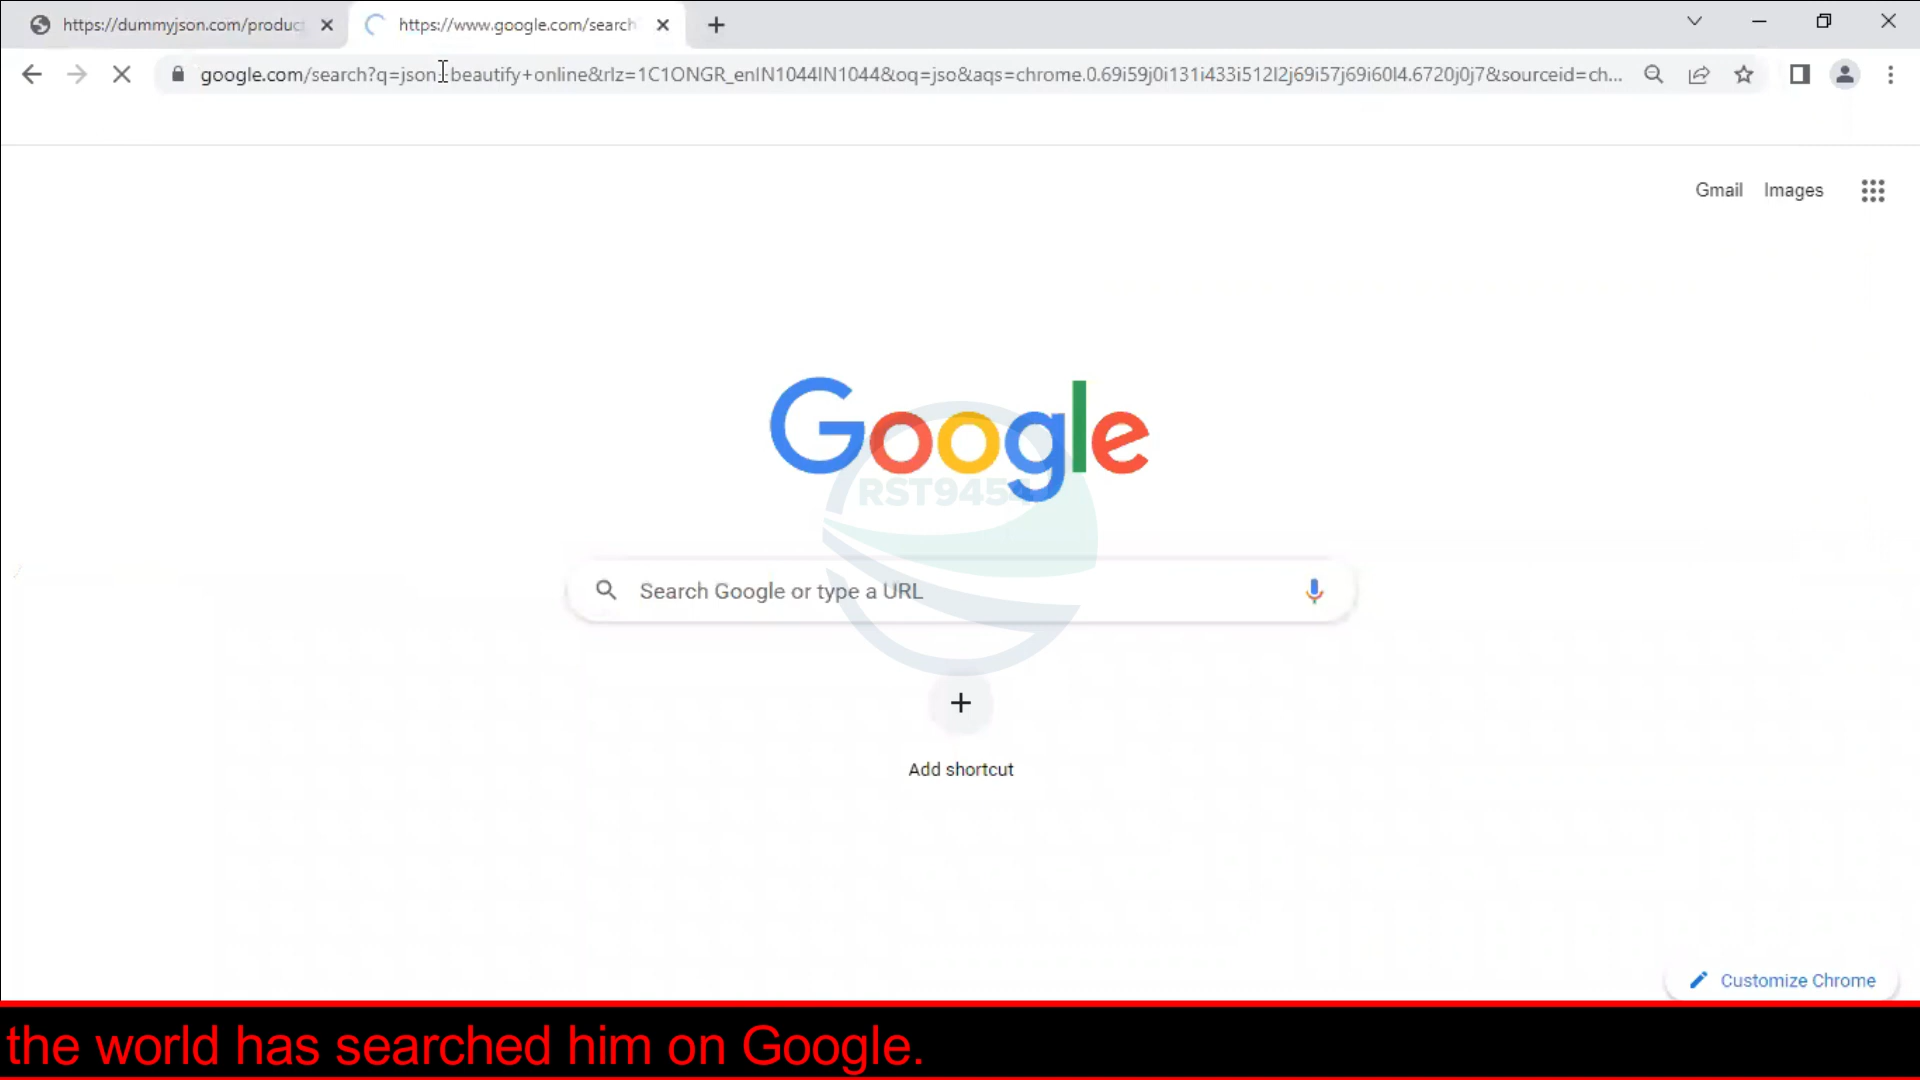 https://dummyjson.com/produc
https://www.google.com/search
google.com/search?q=json+beautify+online&rlz=1C1ONGR_enIN1044IN1044&oq=jso&aqs=chrome.0.69i59j0i131i433i512l2j69i57j69i60l4.6720j0j7&sourceid=ch...
Gmail Images
Google
RST9454
Search Google or type a URL
Add shortcut
Customize Chrome
the world has searched him on Google.